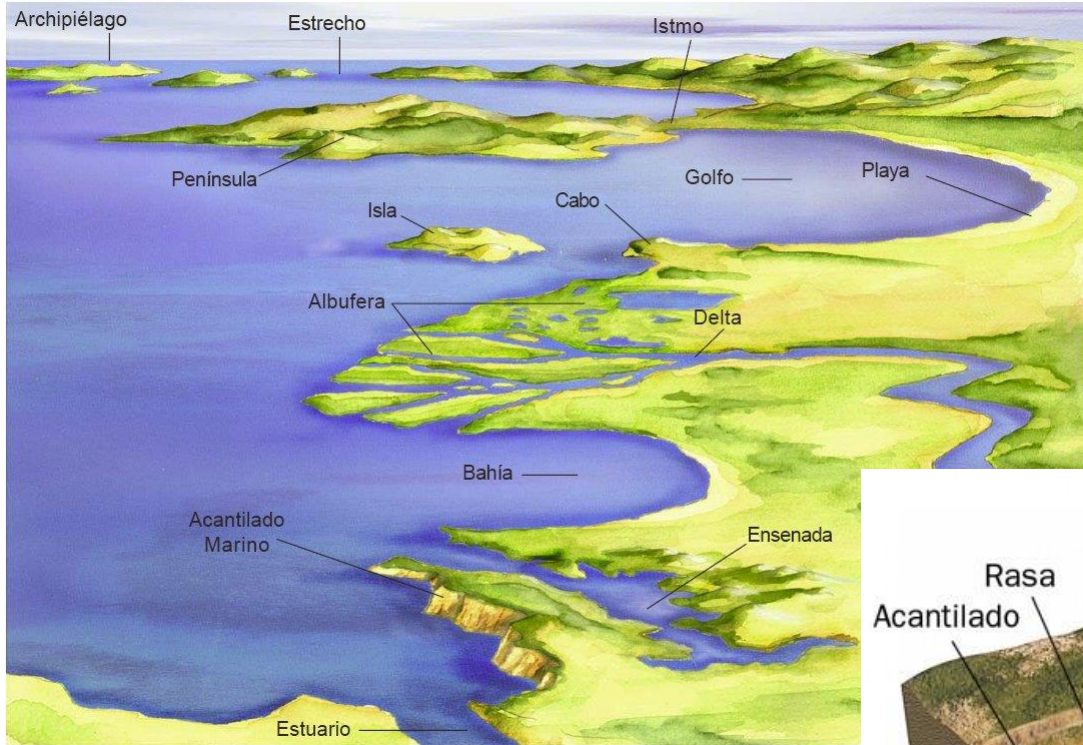 Archipiélago
Estrecho
Istmo
Península
Golfo
Playa
Isla
Cabo
Albufera
Delta
Bahía
Acantilado
Marino
Ensenada
Estuario
Rasa
Acantilado